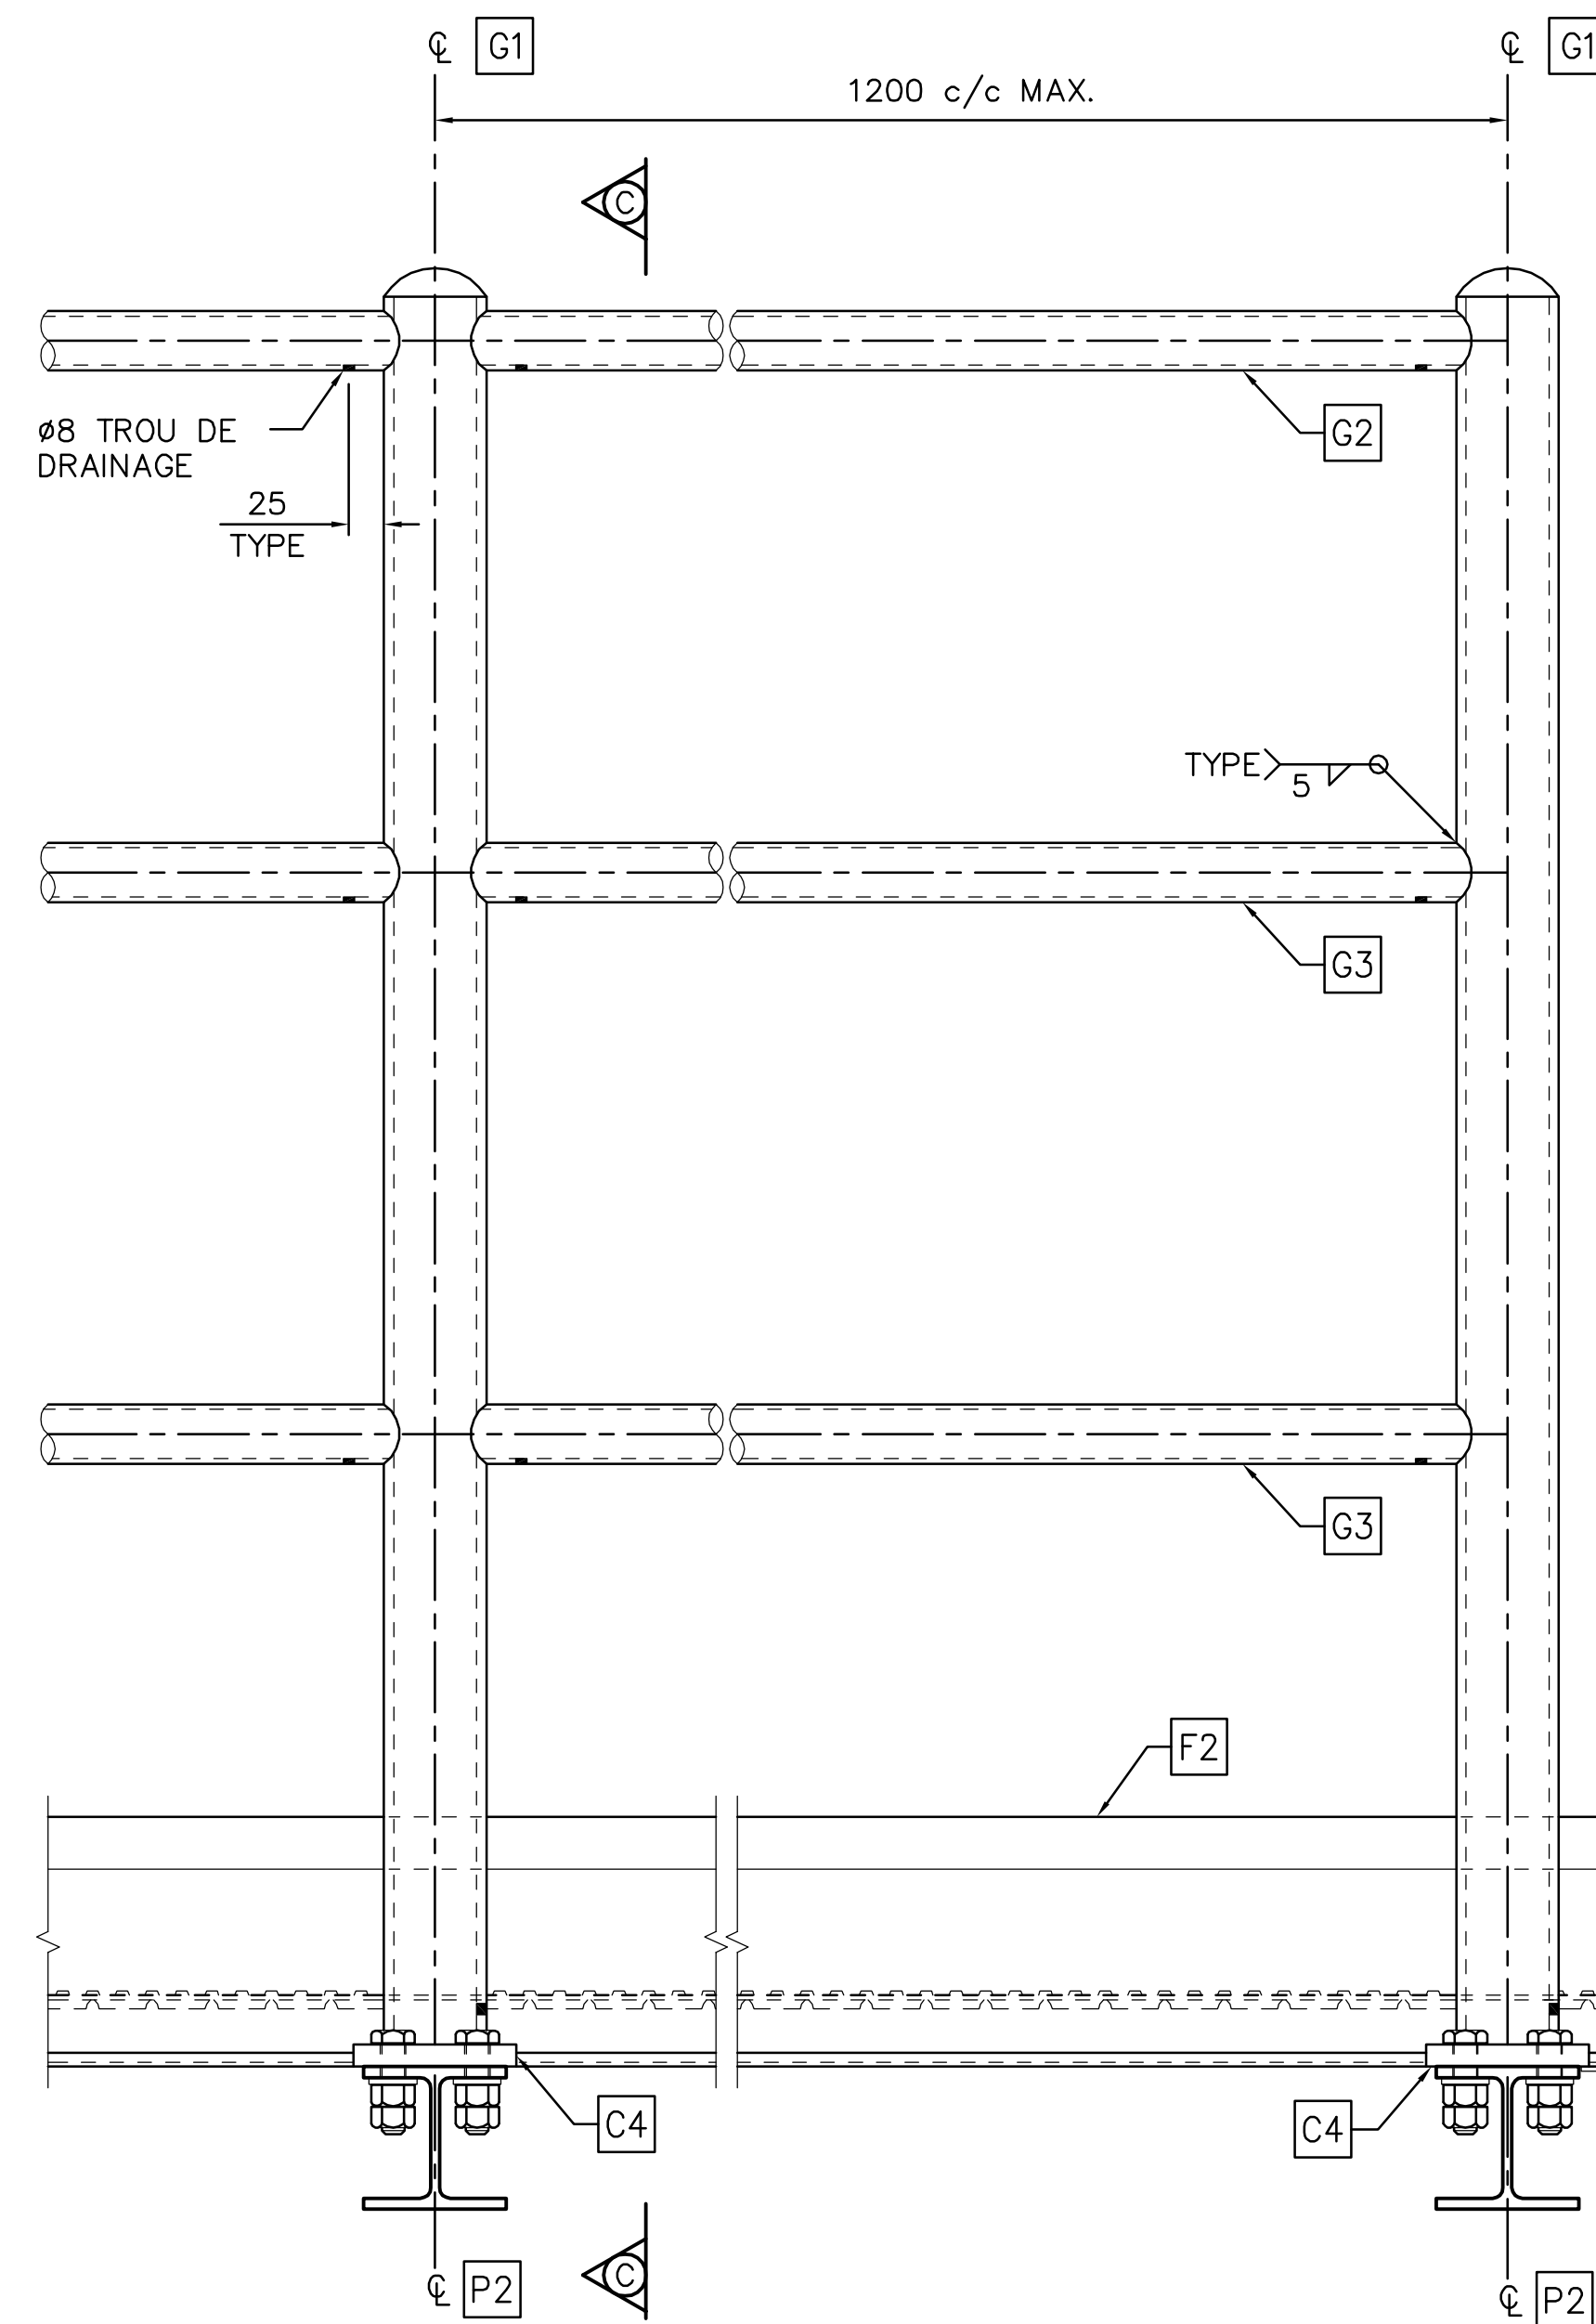 ℄ G1
℄ G1
1200 c/c MAX.
C
ø8 TROU DE
DRAINAGE
G2
25
TYPE
TYPE
5
G3
G3
F2
C4
C4
C
℄ P2
℄ P2